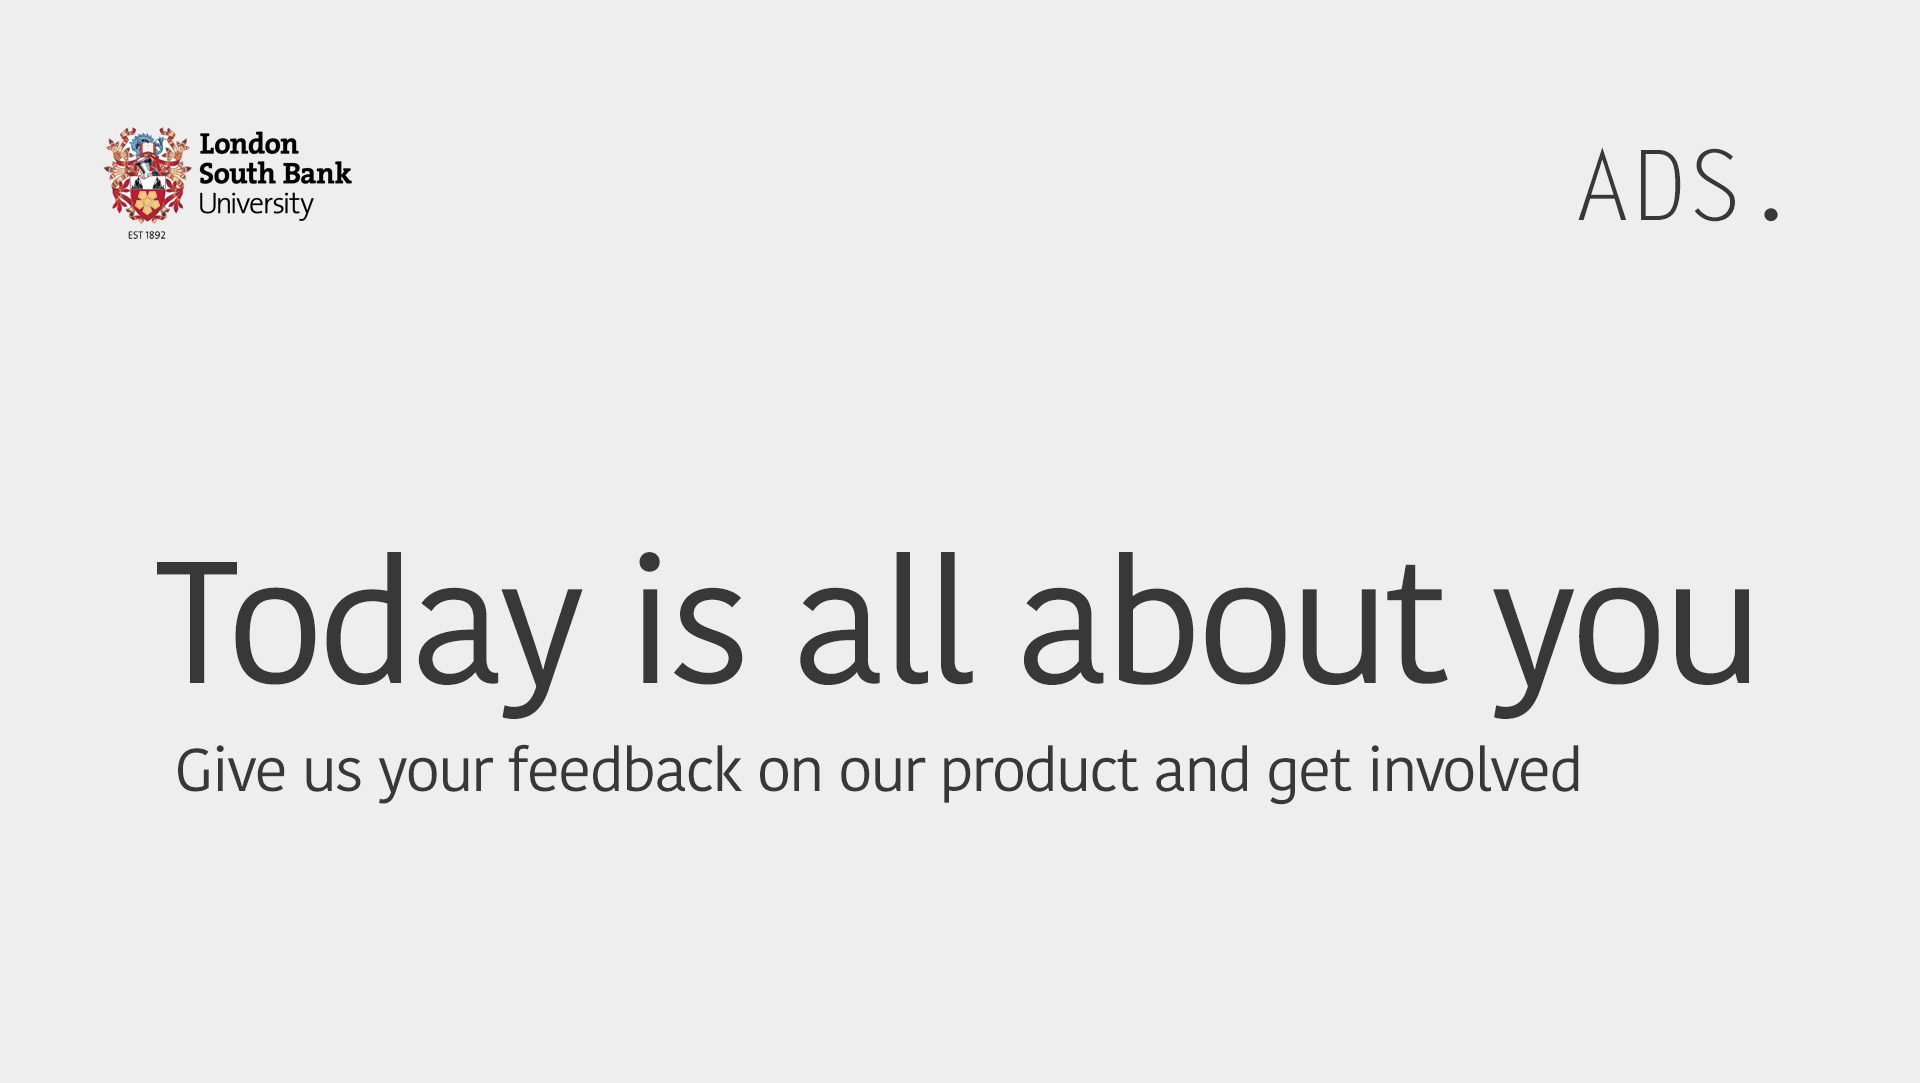 London
South Bank
University
EST 1892
ADS.
Today is all about you
Give us your feedback on our product and get involved